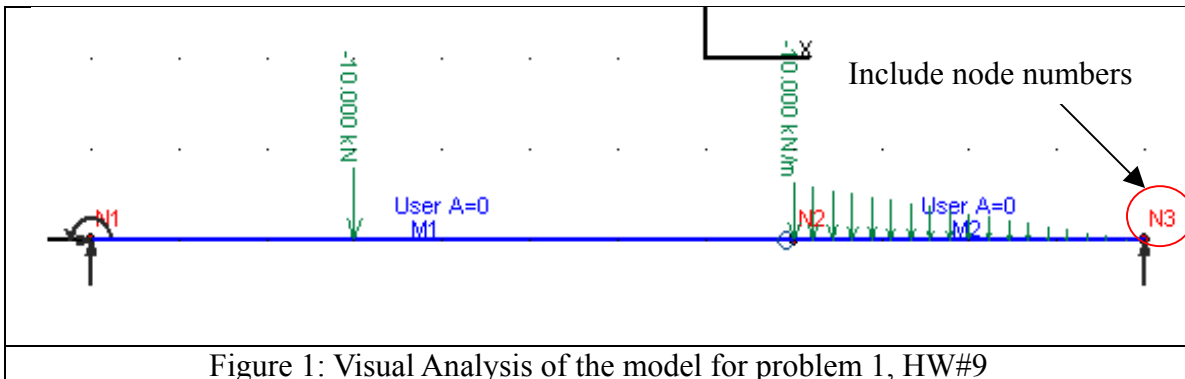 X
Include node numbers
-10.000 kN
-10.000 kN/m
N1
User A=0
M1
N2
User A=0
M2
N3
Figure 1: Visual Analysis of the model for problem 1, HW#9